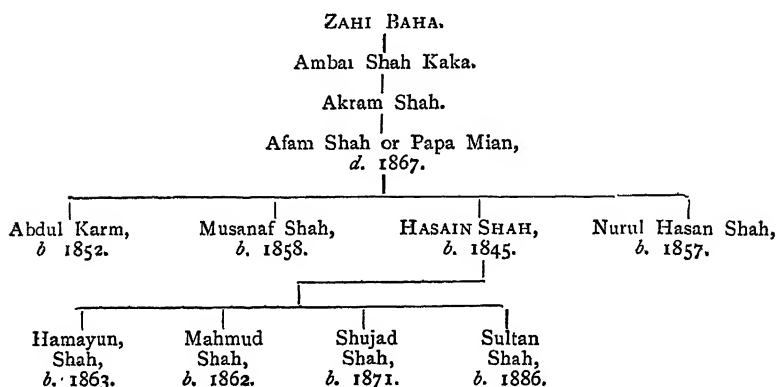 ZAHI BAHA.
Ambai Shah Kaka.
Akram Shah.
Afam Shah or Papa Mian,
d. 1867.
Abdul Karm, Musanaf Shah, HASAIN SHAH, Nurul Hasan Shah,
b 1852. b. 1858. b. 1845. b. 1857.
Hamayun, Mahmud Shujad Sultan
Shah, Shah, Shah, Shah,
b. 1863. b. 1862. b. 1871. b. 1886.